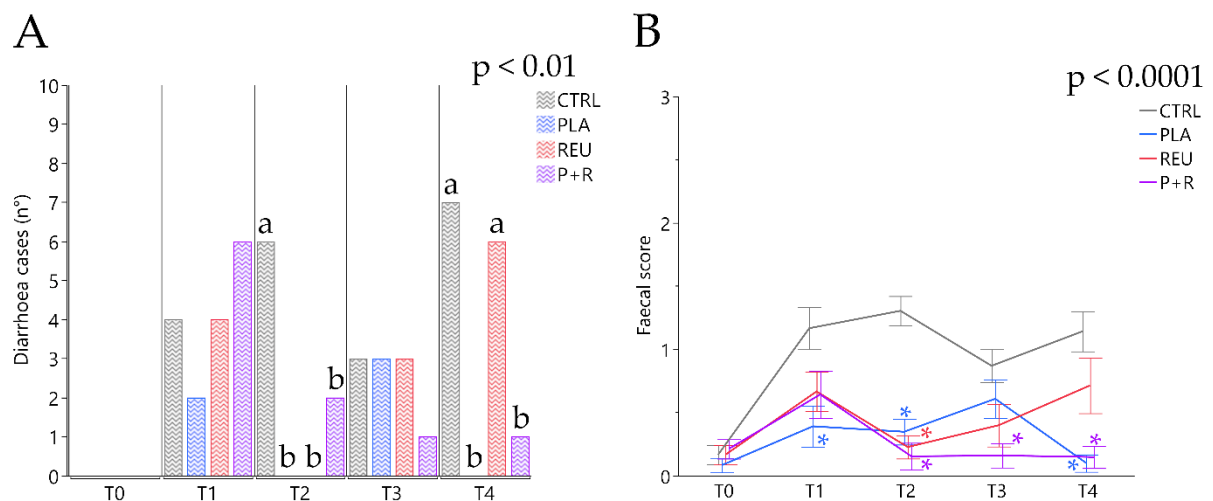 A
p < 0.01
CTRL
PLA
REU
P+R
Diarrhoea cases (n°)
10
9
8
7
6
5
4
3
2
1
0
a
b
b
b
a
b
a
b
T0
T1
T2
T3
T4
B
p < 0.0001
CTRL
PLA
REU
P+R
Faecal score
3
2
1
0
*
*
*
*
*
*
*
T0
T1
T2
T3
T4